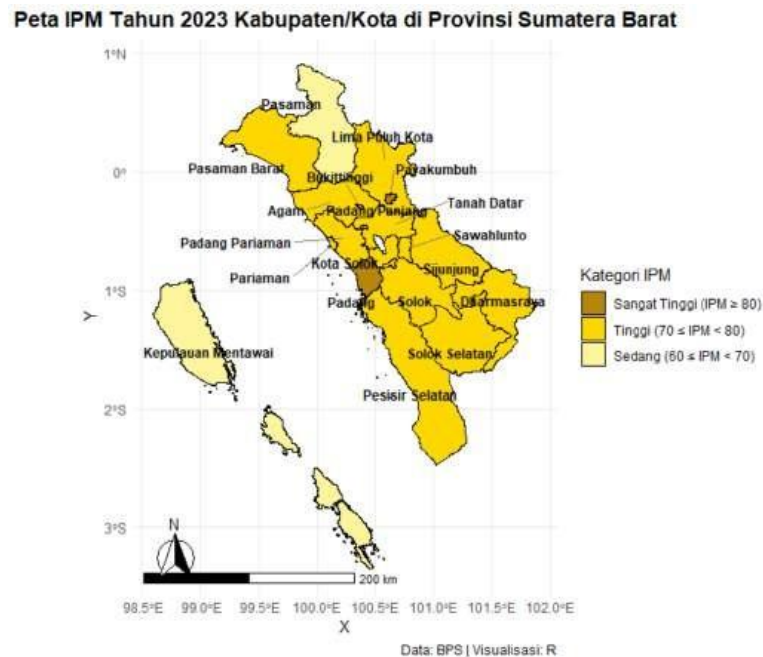 Peta IPM Tahun 2023 Kabupaten/Kota di Provinsi Sumatera Barat
1°N
Pasaman
Lima Puluh Kota
0°
Pasaman Barat
Payakumbuh
Bukittinggi
Tanah Datar
Agam
Padang Panjang
Sawahlunto
Padang Pariaman
Kota Solok
Sijunjung
Pariaman
1°S
Padang
Solok
Dharmasraya
Y
Kepulauan Mentawai
Solok Selatan
Pesisir Selatan
2°S
3°S
N
200 km
98.5°E 99.0°E 99.5°E 100.0°E 100.5°E 101.0°E 101.5°E 102.0°E
X
Kategori IPM
Sangat Tinggi (IPM ≥ 80)
Tinggi (70 ≤ IPM < 80)
Sedang (60 ≤ IPM < 70)
Data: BPS | Visualisasi: R